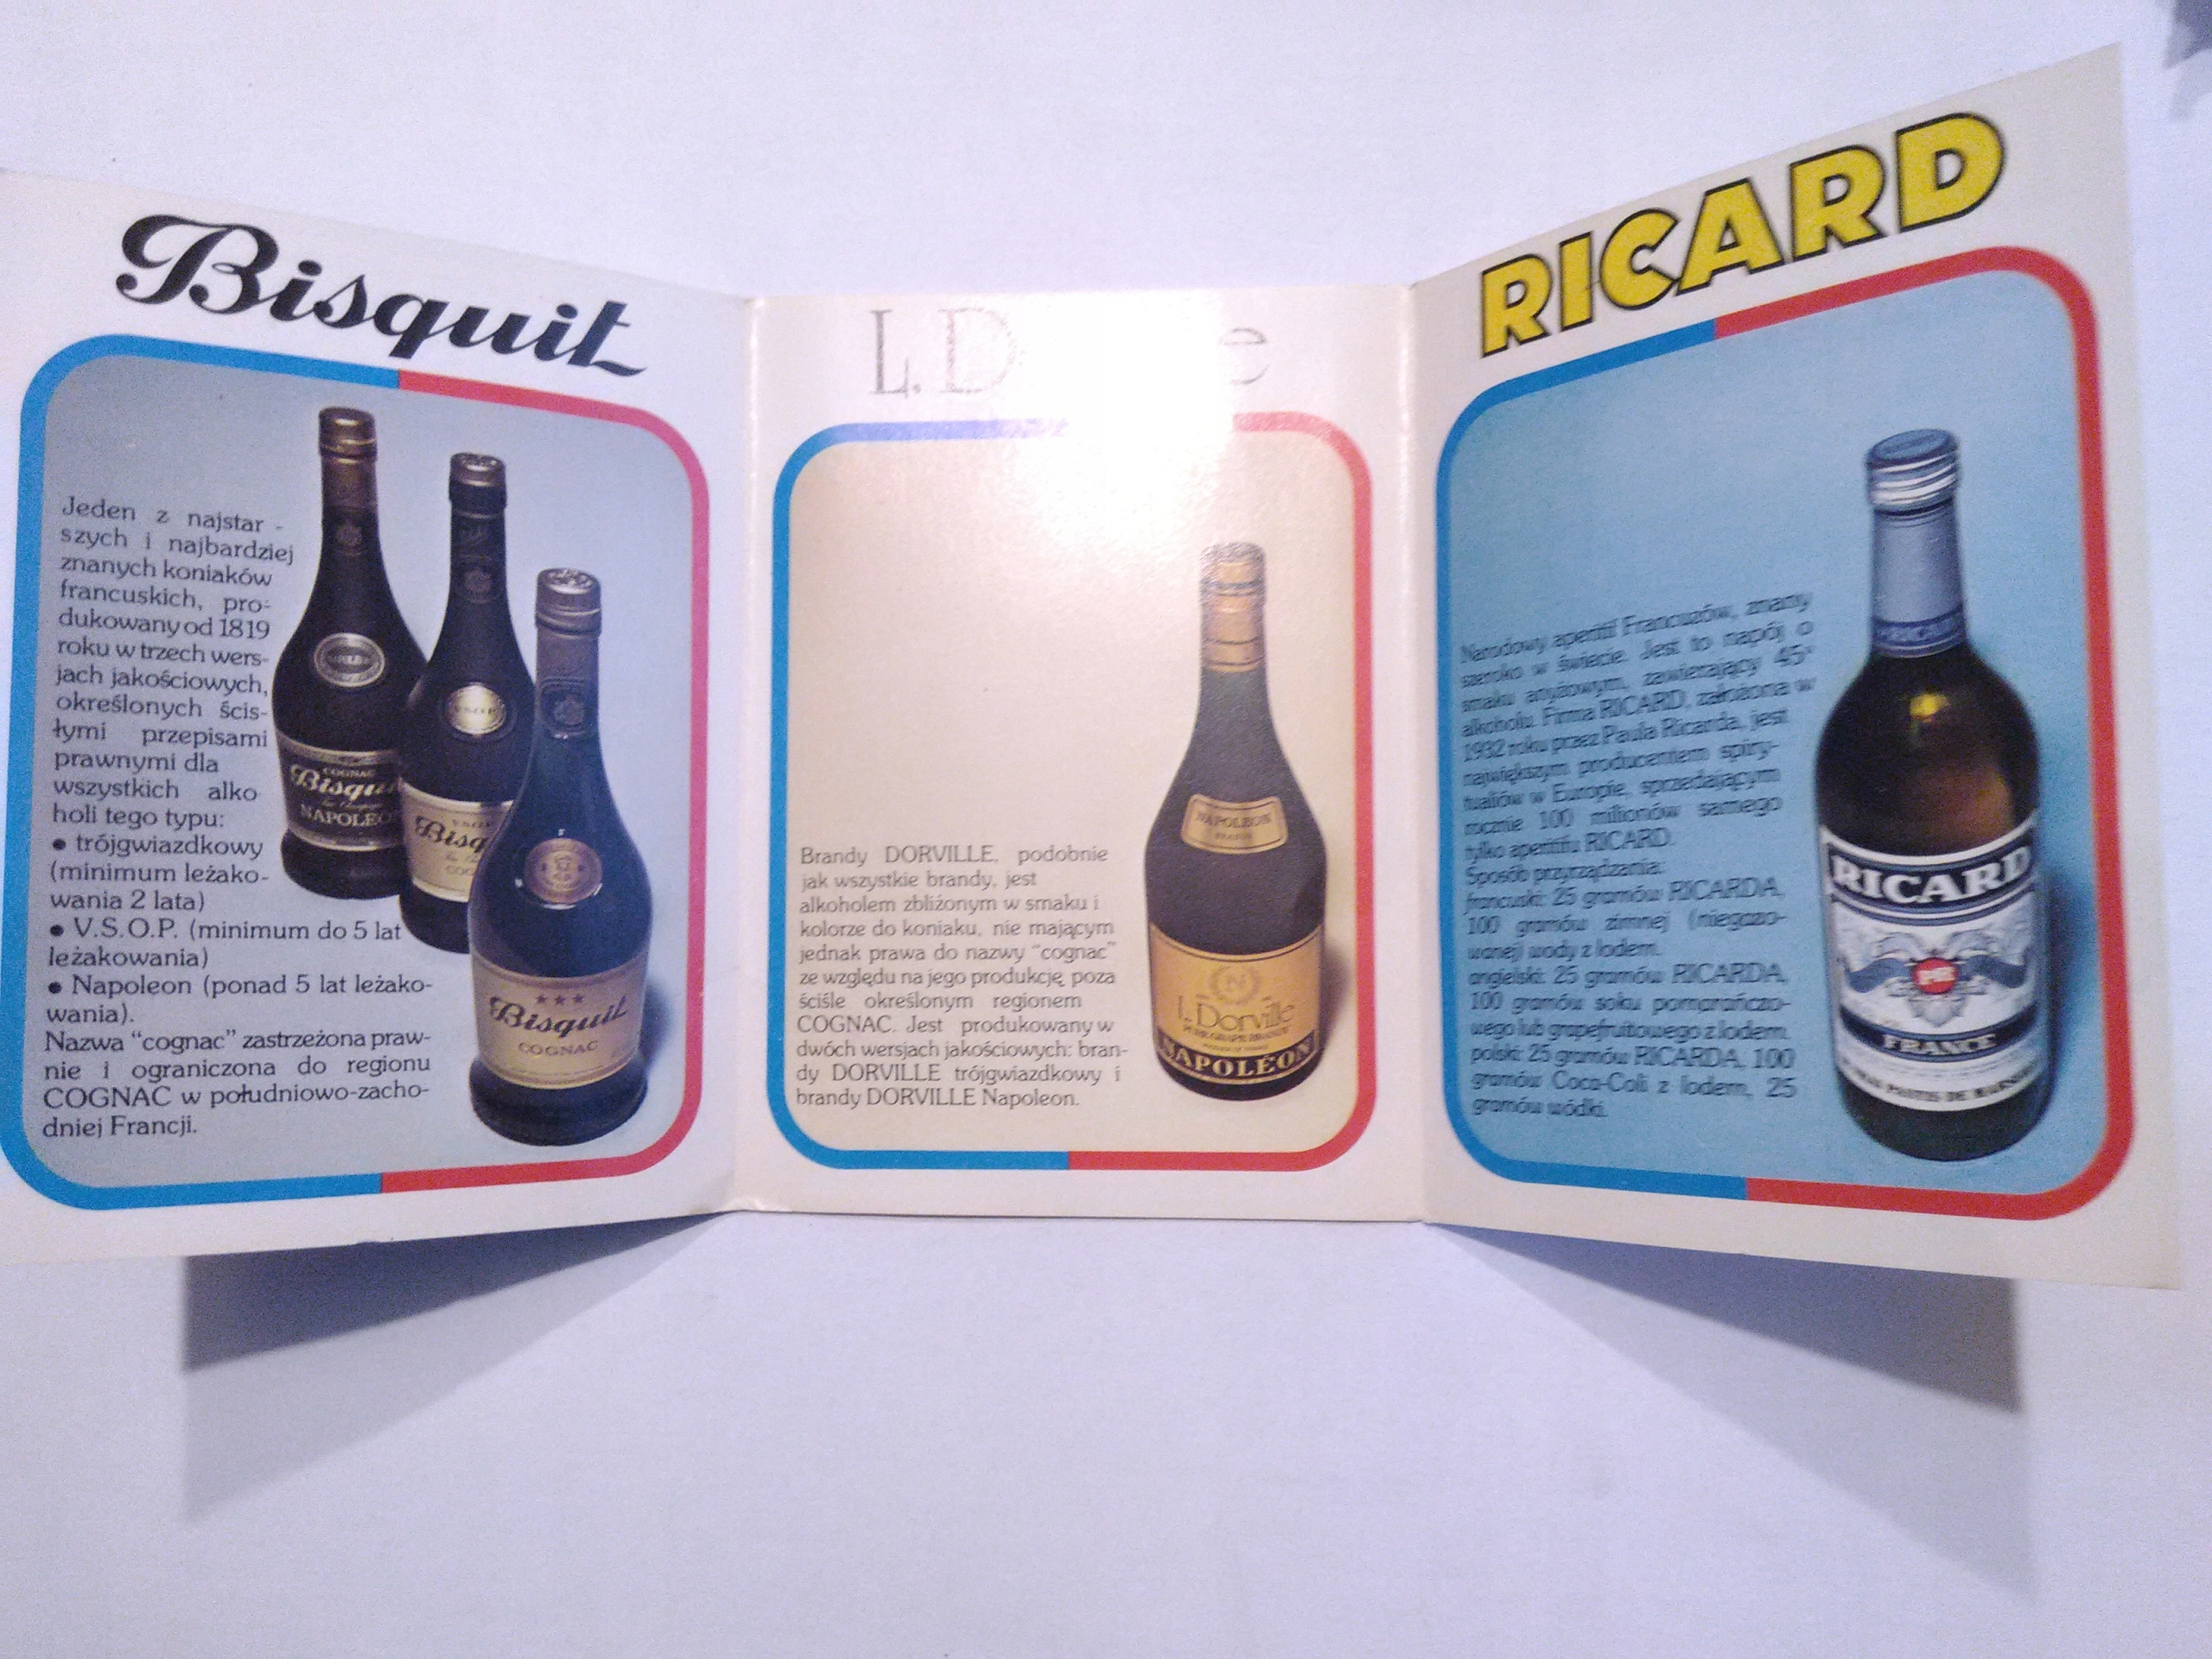 Bisquit
Jeden z najstar -
szych i najbardziej
znanych koniaków
francuskich, pro-
dukowany od 1819
roku w trzech wers-
jach jakościowych,
określonych ścis-
łymi przepisami
prawnymi dla
wszystkich alko
holi tego typu:
• trójgwiazdkowy
(minimum leżako-
wania 2 lata)
• V.S.O.P. (minimum do 5 lat
leżakowania)
• Napoleon (ponad 5 lat leżako-
wania).
Nazwa “cognac” zastrzeżona praw-
nie i ograniczona do regionu
COGNAC w południowo-zacho-
dniej Francji.
COGNAC
Bisqui
NAPOLEO
V.S.O.P
V.S.O.P
Bisq
COG
★★★
Bisquit
COGNAC
L. D e
Brandy DORVILLE, podobnie
jak wszystkie brandy, jest
alkoholem zbliżonym w smaku i
kolorze do koniaku, nie mającym
jednak prawa do nazwy “cognac”
ze względu na jego produkcję poza
ściśle określonym regionem
COGNAC. Jest produkowany w
dwóch wersjach jakościowych: bran-
dy DORVILLE trójgwiazdkowy i
brandy DORVILLE Napoleon.
NAPOLEON
BRANDY
N
L. Dorville
NAPOLÉON
RICARD
Narodowy aperitif Francuzów, znany
szeroko w świecie. Jest to napój o
smaku anyżowym, zawierający 45°
alkoholu. Firma RICARD, założona w
1932 roku przez Paula Ricarda, jest
największym producentem spiry-
tualiów w Europie, sprzedającym
rocznie 100 milionów samego
tylko aperitifu RICARD.
Sposób przyrządzania:
francuski: 25 gramów RICARDA,
100 gramów zimnej (niegazo-
wanej) wody z lodem.
angielski: 25 gramów RICARDA,
100 gramów soku pomarańczo-
wego lub grapefruitowego z lodem.
polski: 25 gramów RICARDA, 100
gramów Coca-Coli z lodem, 25
gramów wódki.
RICARD
RICARD
FRANCE
PASTIS DE